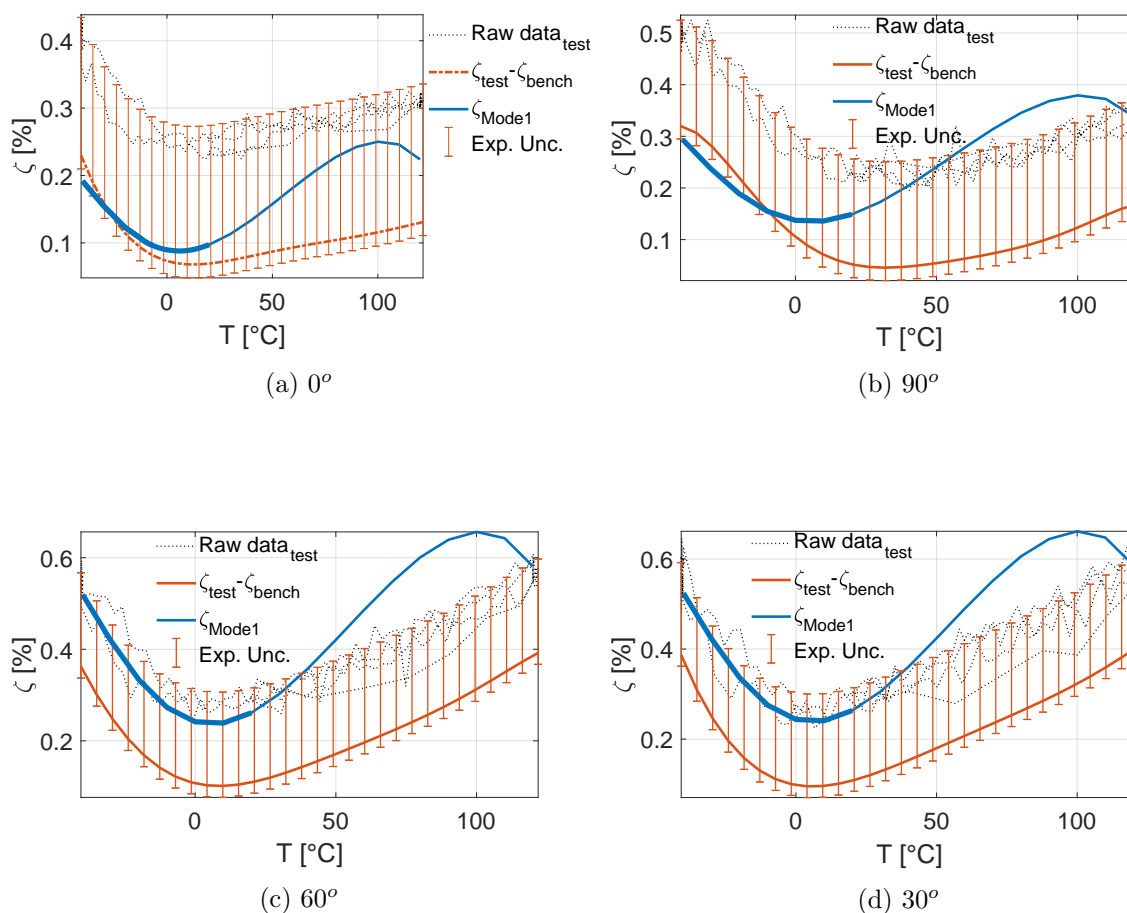 0.4
0.3
0.2
0.1
ζ [%]
0
50
100
T [°C]
Raw data_test
ζ_test-ζ_bench
ζ_Mode1
Exp. Unc.
(a) 0^o
0.5
0.4
0.3
0.2
0.1
ζ [%]
0
50
100
T [°C]
Raw data_test
ζ_test-ζ_bench
ζ_Mode1
Exp. Unc.
(b) 90^o
0.6
0.4
0.2
ζ [%]
0
50
100
T [°C]
Raw data_test
ζ_test-ζ_bench
ζ_Mode1
Exp. Unc.
(c) 60^o
0.6
0.4
0.2
ζ [%]
0
50
100
T [°C]
Raw data_test
ζ_test-ζ_bench
ζ_Mode1
Exp. Unc.
(d) 30^o